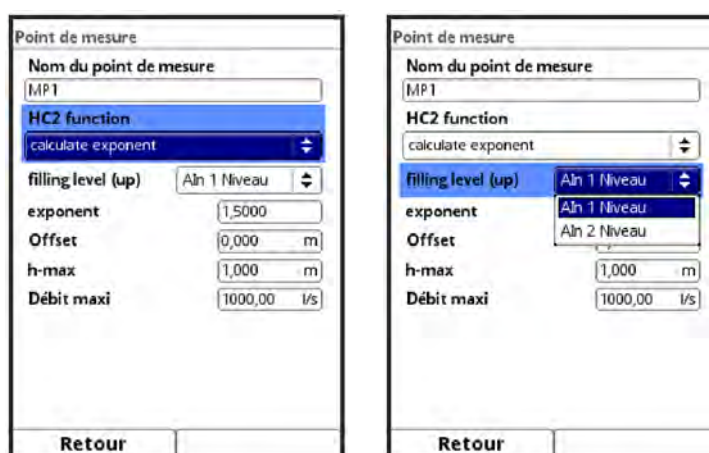 Point de mesure
Nom du point de mesure
MP1
HC2 function
calculate exponent
filling level (up) AIn 1 Niveau
exponent 1,5000
Offset 0,000 m
h-max 1,000 m
Débit maxi 1000,00 l/s
Retour
Point de mesure
Nom du point de mesure
MP1
HC2 function
calculate exponent
filling level (up) AIn 1 Niveau
AIn 1 Niveau
exponent
AIn 2 Niveau
Offset
h-max 1,000 m
Débit maxi 1000,00 l/s
Retour